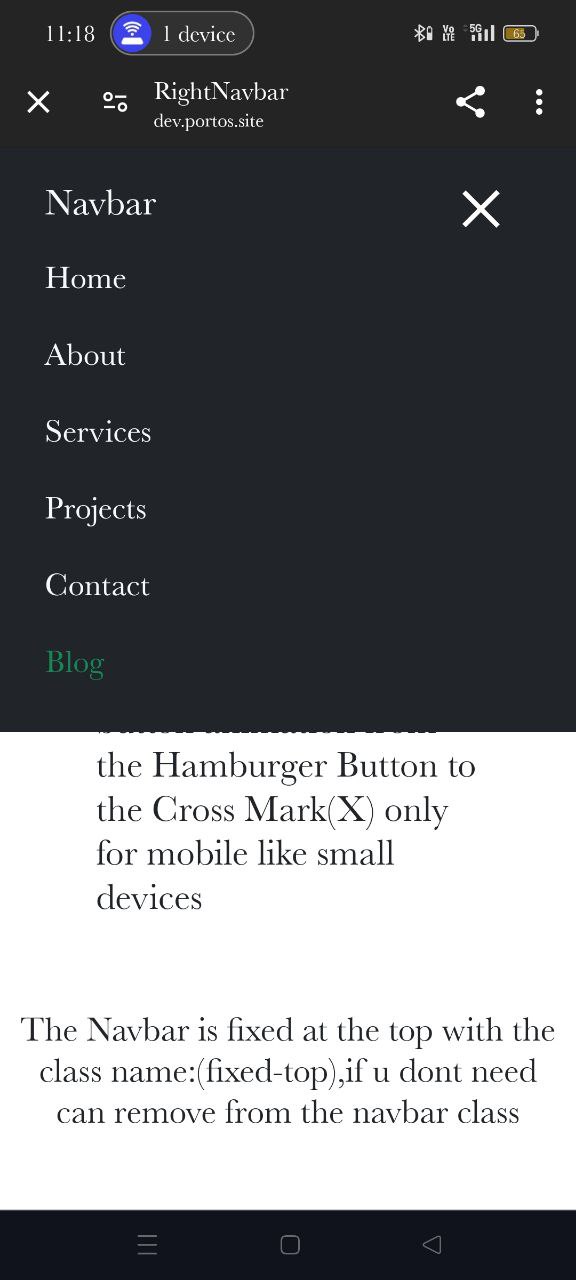 11:18
1 device
Vo
LTE
5G
65
RightNavbar
dev.portos.site
Navbar
Home
About
Services
Projects
Contact
Blog
the Hamburger Button to
the Cross Mark(X) only
for mobile like small
devices
The Navbar is fixed at the top with the
class name:(fixed-top),if u dont need
can remove from the navbar class